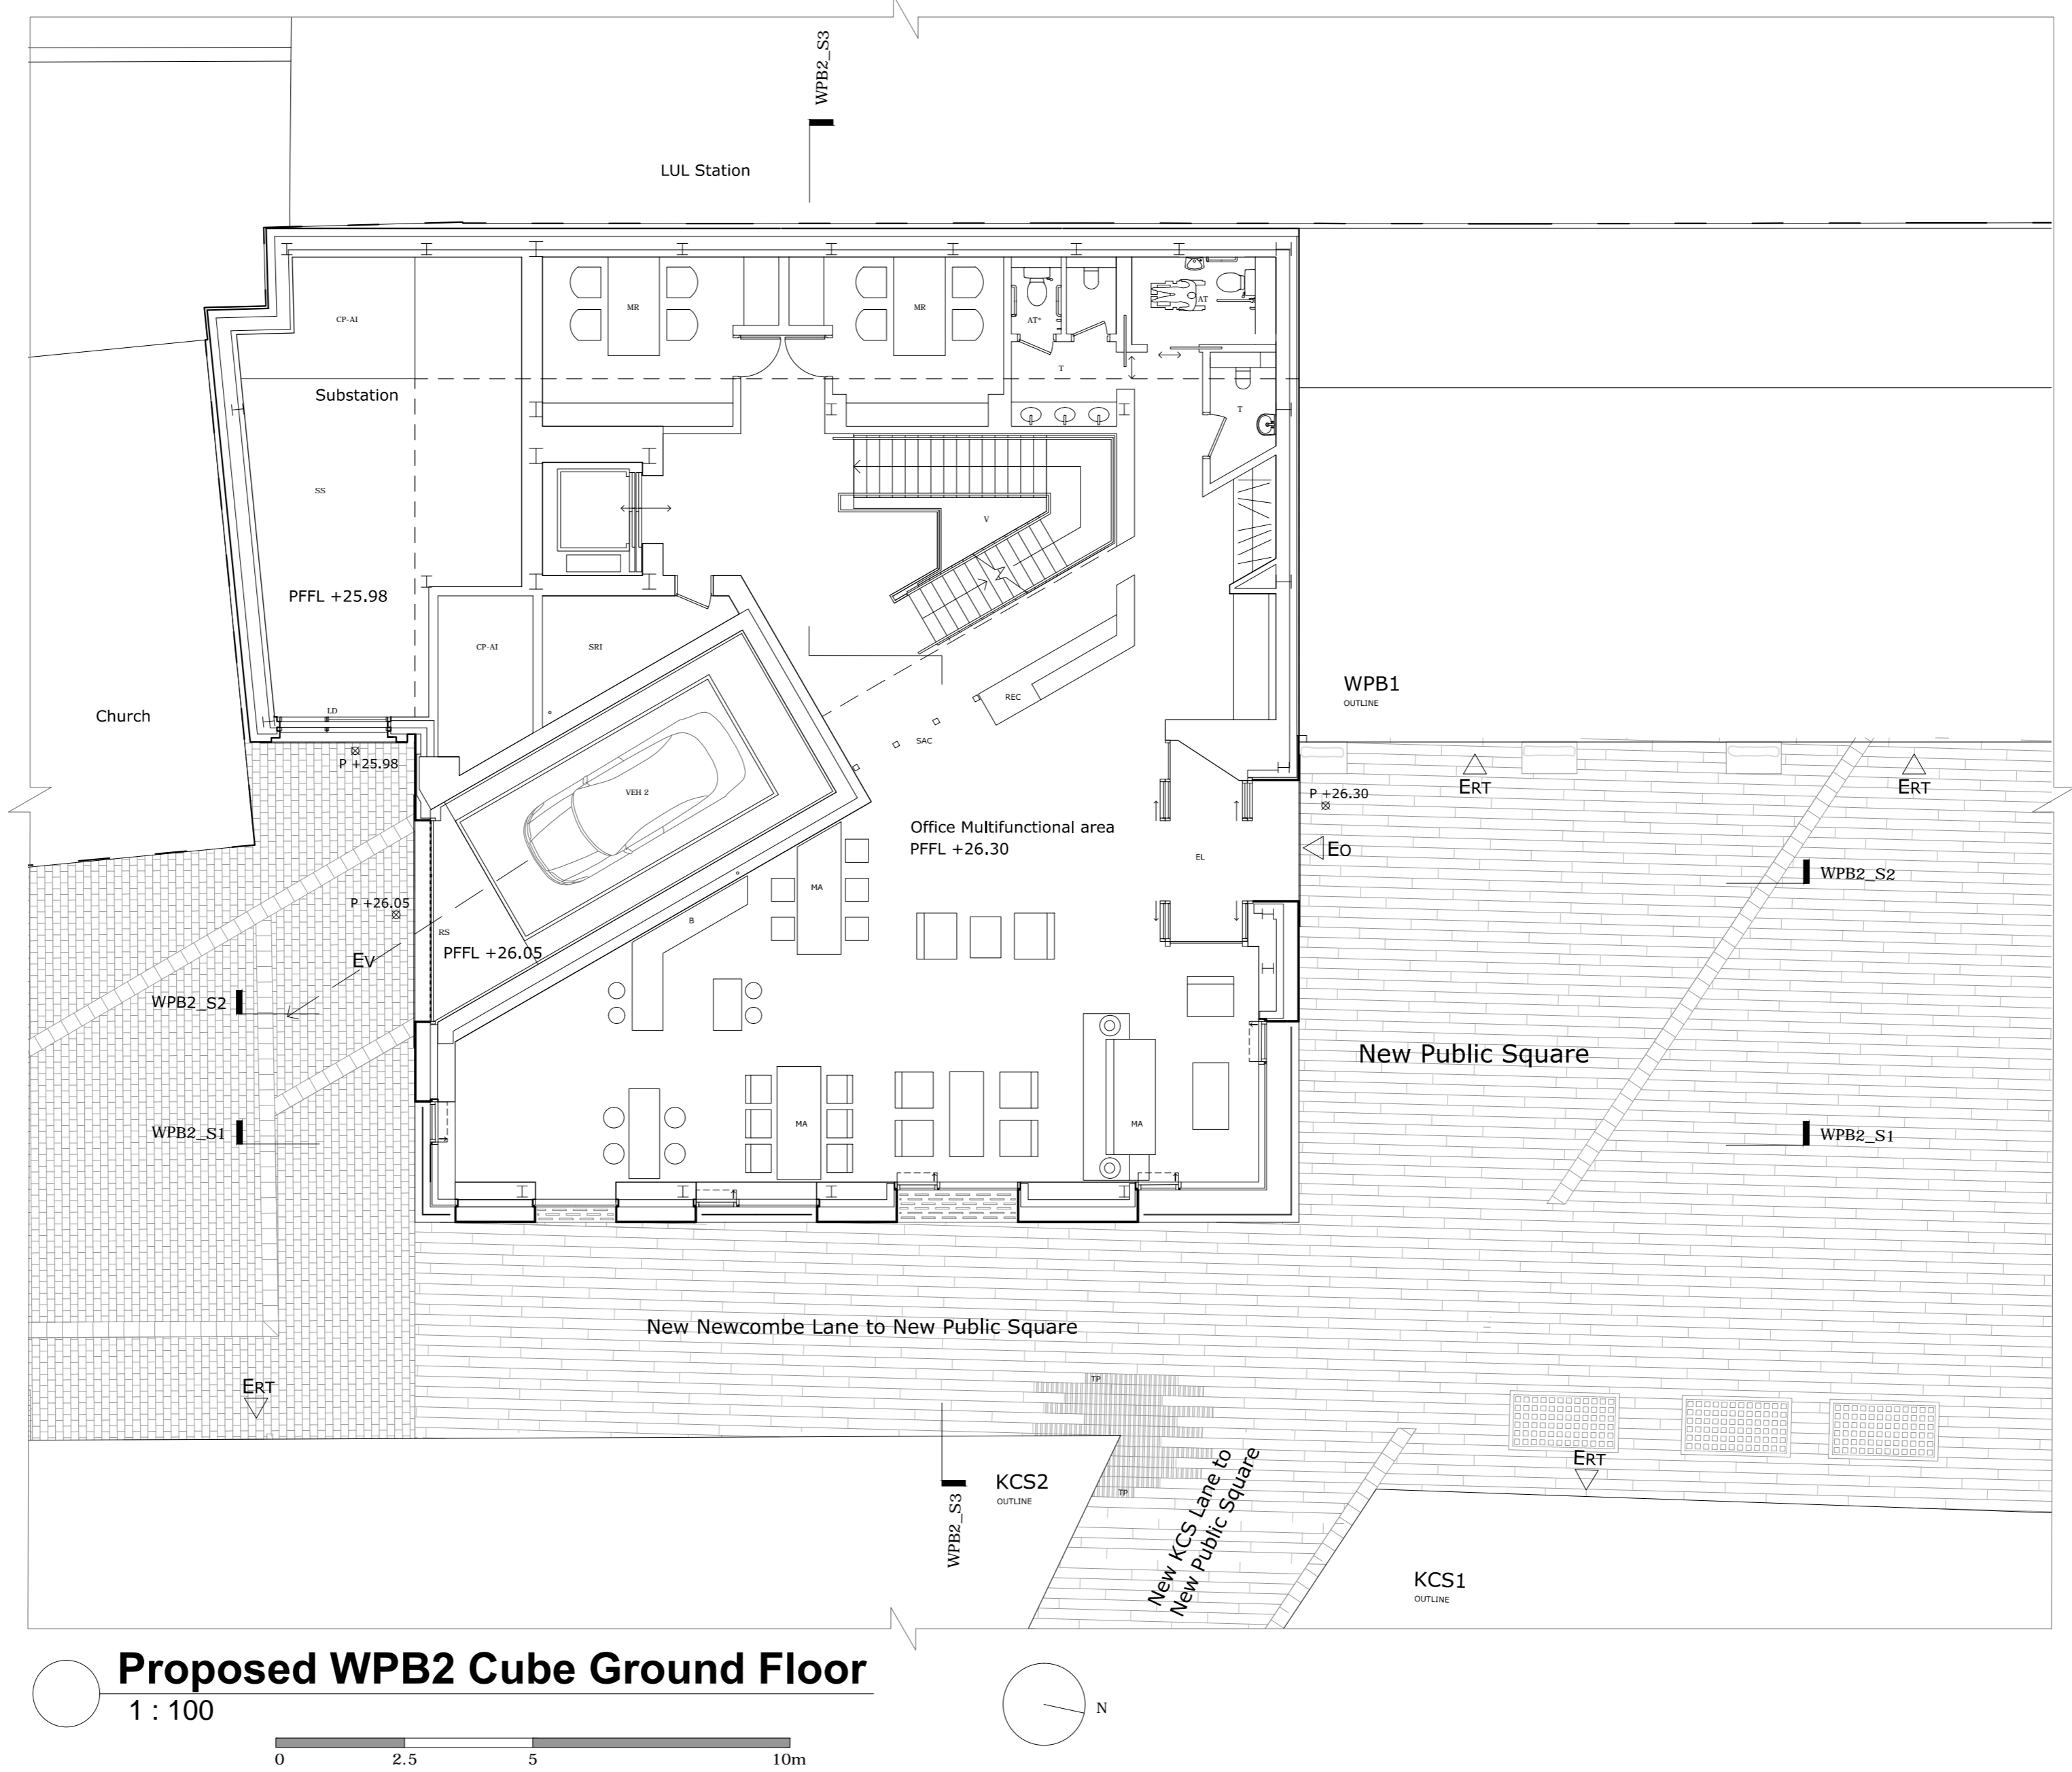 WPB2_S3
LUL Station
CP-AI
MR
MR
AT*
AT
T
T
Substation
SS
V
PFFL +25.98
CP-AI
SRI
REC
SAC
LD
Church
P +25.98
VEH 2
WPB1
OUTLINE
ERT
ERT
P +26.30
Office Multifunctional area
PFFL +26.30
EL
EO
MA
WPB2_S2
P +26.05
RS
B
PFFL +26.05
EV
WPB2_S2
New Public Square
WPB2_S1
MA
MA
WPB2_S1
New Newcombe Lane to New Public Square
ERT
TP
TP
ERT
KCS2
OUTLINE
WPB2_S3
New KCS Lane to
New Public Square
KCS1
OUTLINE
Proposed WPB2 Cube Ground Floor
1 : 100
N
0 2.5 5 10m